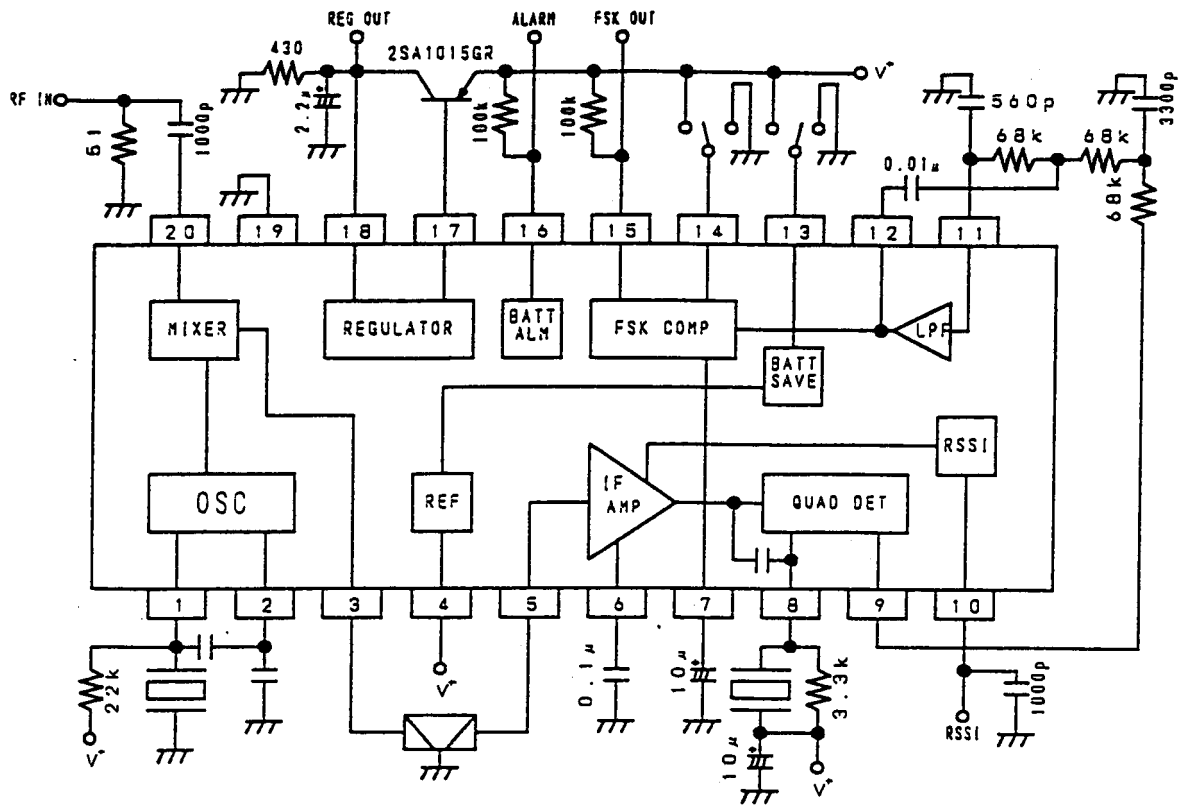 REG OUT
ALARM
FSK OUT
430
2SA1015GR
V+
RF IN
51
1000p
2.2μ
100k
100k
560p
3300p
68k
68k
0.01μ
68k
20
19
18
17
16
15
14
13
12
11
MIXER
REGULATOR
BATT
ALM
FSK COMP
LPF
BATT
SAVE
RSSI
OSC
REF
IF
AMP
QUAD DET
1
2
3
4
5
6
7
8
9
10
22k
V+
V+
0.1μ
10μ
3.3k
10μ
V+
RSSI
1000p